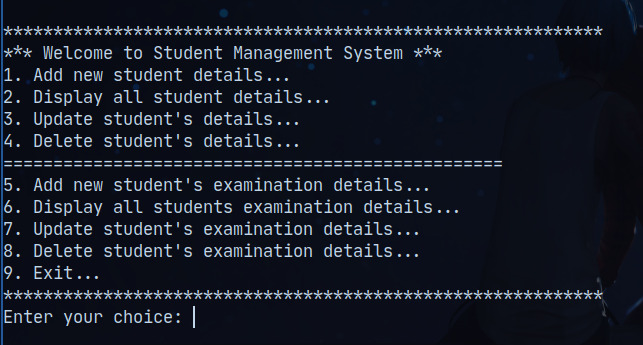 ************************************************************
*** Welcome to Student Management System ***
1. Add new student details...
2. Display all student details...
3. Update student's details...
4. Delete student's details...
==================================================
5. Add new student's examination details...
6. Display all students examination details...
7. Update student's examination details...
8. Delete student's examination details...
9. Exit...
************************************************************
Enter your choice: